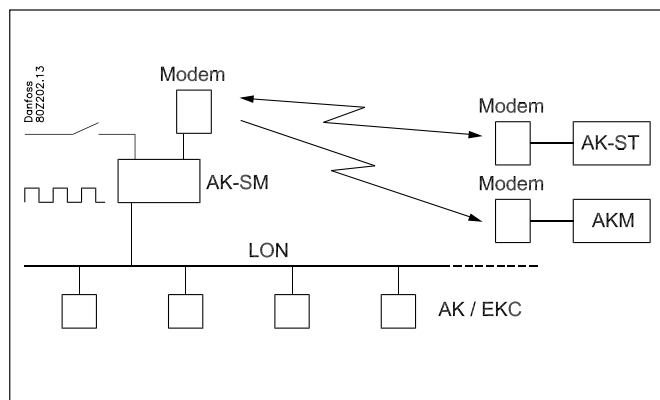 Danfoss
80Z202.13
Modem
Modem
AK-ST
AK-SM
Modem
AKM
LON
AK / EKC